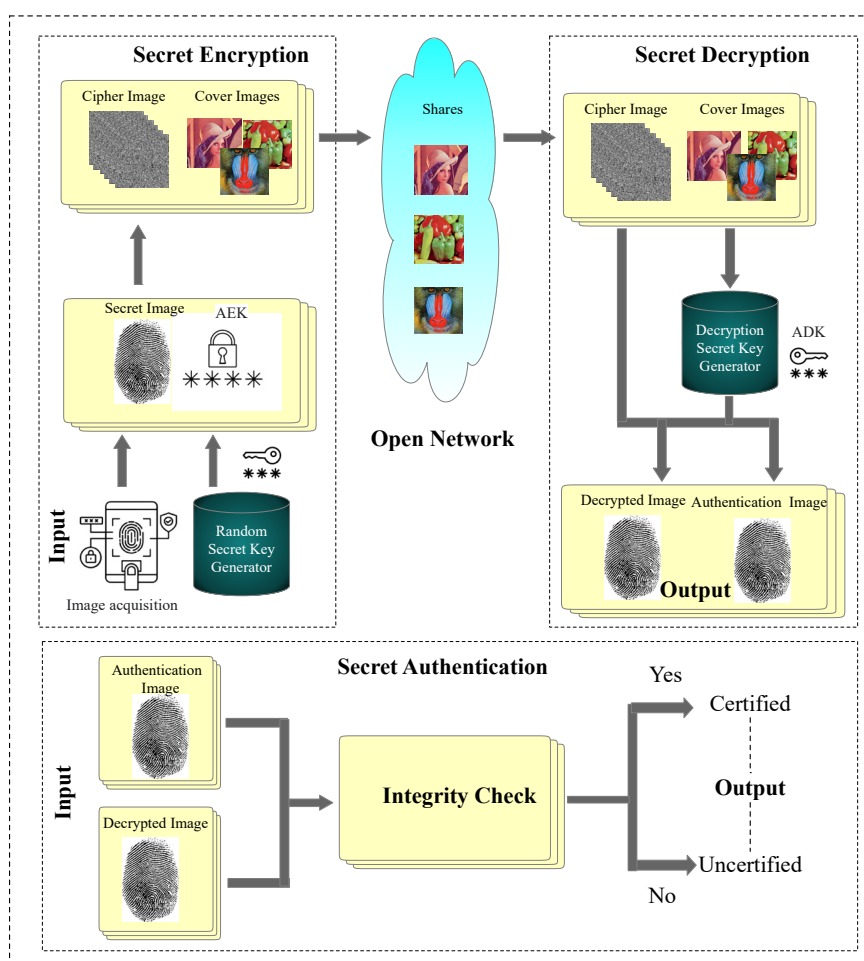 Secret Encryption
Cipher Image
Cover Images
Secret Image
AEK
****
***
Input
Random
Secret Key
Generator
Image acquisition
Shares
Open Network
Secret Decryption
Cipher Image
Cover Images
Decryption
Secret Key
Generator
ADK
***
Decrypted Image
Authentication Image
Output
Secret Authentication
Input
Authentication
Image
Decrypted Image
Integrity Check
Yes
Certified
Output
Uncertified
No